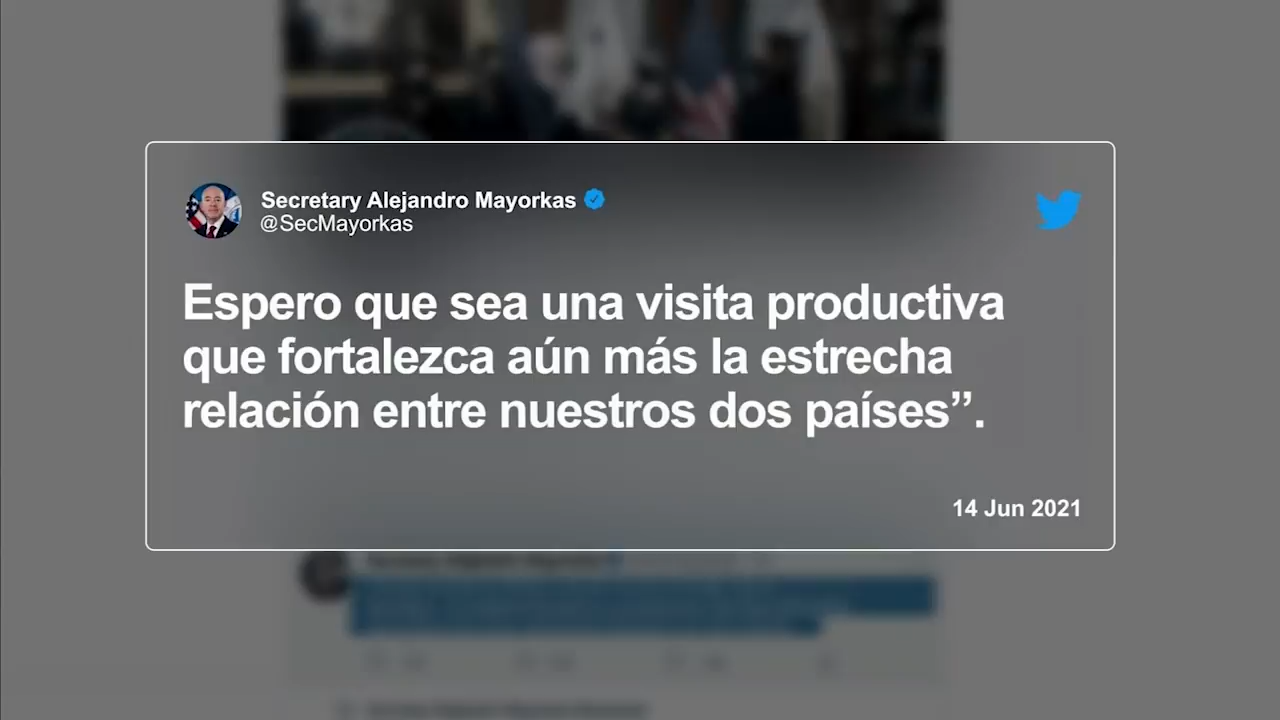 Secretary Alejandro Mayorkas
@SecMayorkas
Espero que sea una visita productiva
que fortalezca aún más la estrecha
relación entre nuestros dos países”.
14 Jun 2021